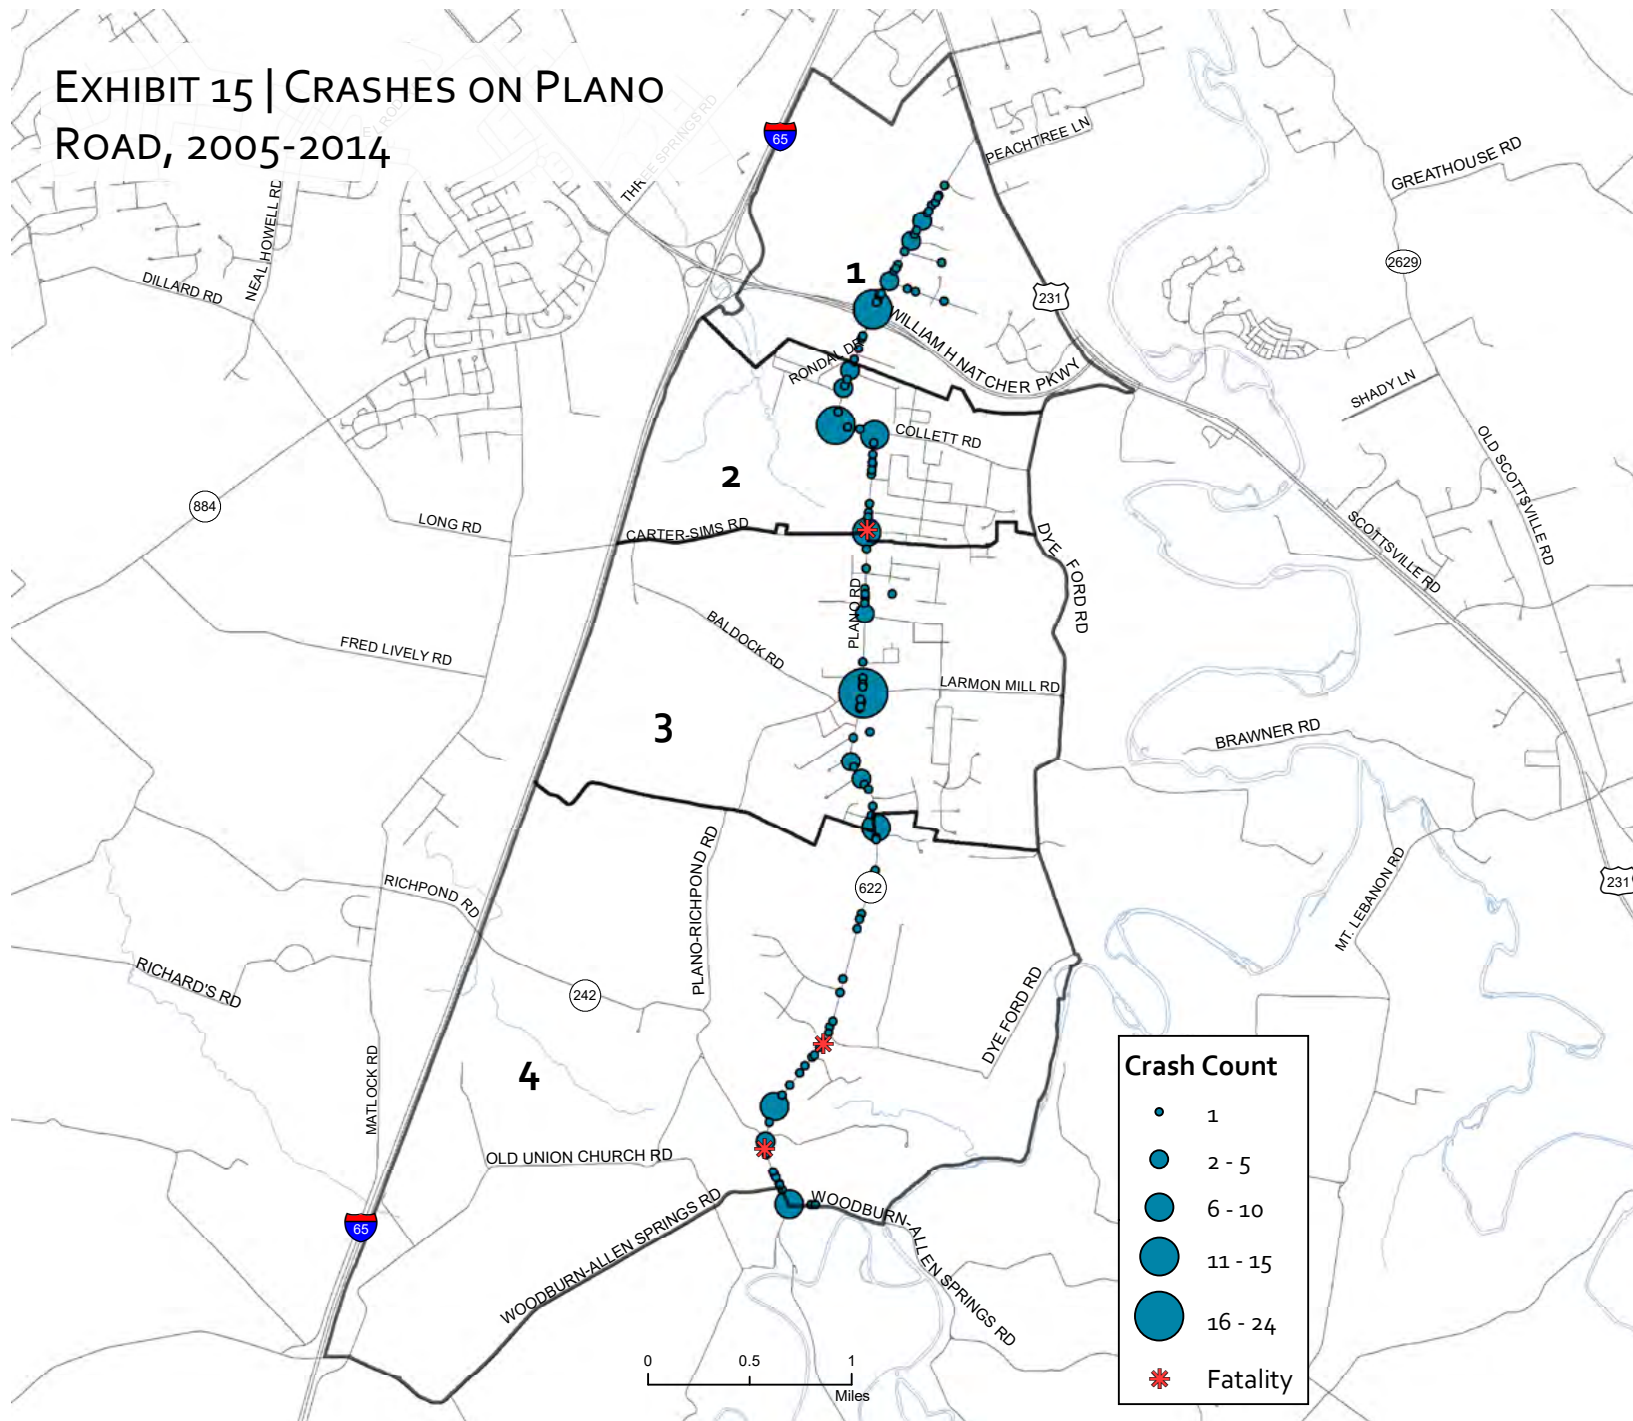 EXHIBIT 15 | CRASHES ON PLANO
ROAD, 2005-2014
THREE SPRINGS RD
65
PEACHTREE LN
GREATHOUSE RD
NEAL HOWELL RD
DILLARD RD
2629
1
231
WILLIAM H NATCHER PKWY
RONDAL DR
SHADY LN
COLLETT RD
OLD SCOTTSVILLE RD
2
884
LONG RD
CARTER-SIMS RD
SCOTTSVILLE RD
DYE FORD RD
PLANO RD
BALDOCK RD
FRED LIVELY RD
LARMON MILL RD
3
BRAWNER RD
PLANO-RICHPOND RD
622
RICHPOND RD
231
MT. LEBANON RD
RICHARD'S RD
242
DYE FORD RD
MATLOCK RD
4
OLD UNION CHURCH RD
WOODBURN-ALLEN SPRINGS RD
WOODBURN-ALLEN SPRINGS RD
65
Crash Count
1
2 - 5
6 - 10
11 - 15
16 - 24
Fatality
0 0.5 1
Miles